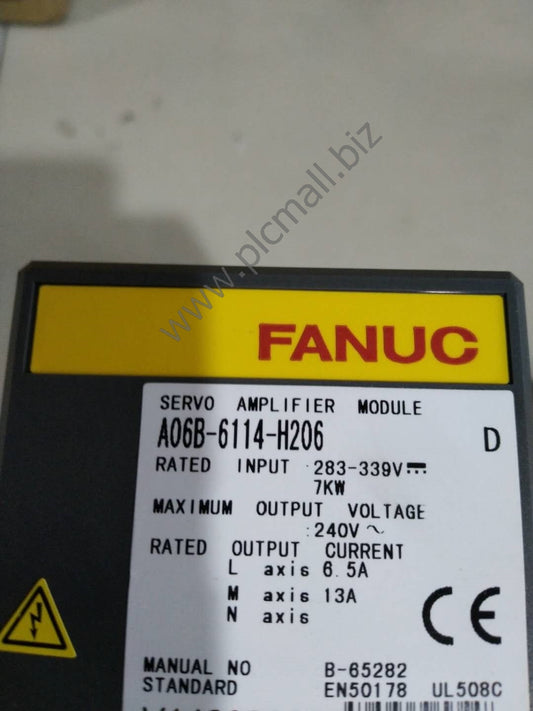 www.plcmall.biz
FANUC
SERVO AMPLIFIER MODULE
A06B-6114-H206 D
RATED INPUT 283-339V⎓
7KW
MAXIMUM OUTPUT VOLTAGE
:240V～
RATED OUTPUT CURRENT
L axis 6.5A
M axis 13A
N axis
CE
MANUAL NO B-65282
STANDARD EN50178 UL508C